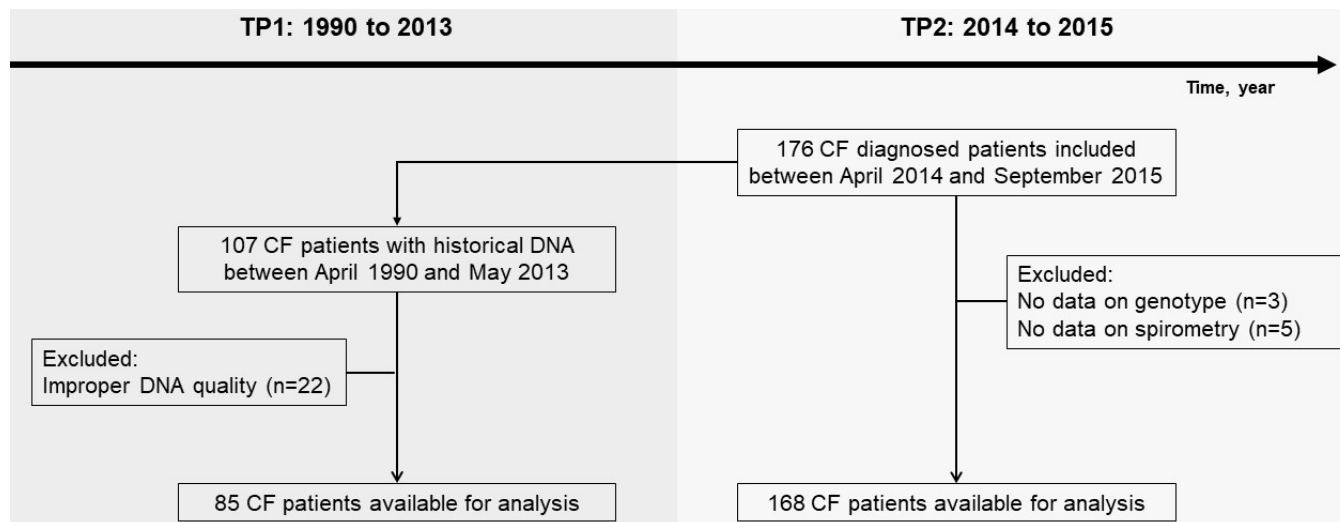 TP1: 1990 to 2013
TP2: 2014 to 2015
Time, year
176 CF diagnosed patients included
between April 2014 and September 2015
107 CF patients with historical DNA
between April 1990 and May 2013
Excluded:
No data on genotype (n=3)
No data on spirometry (n=5)
Excluded:
Improper DNA quality (n=22)
85 CF patients available for analysis
168 CF patients available for analysis